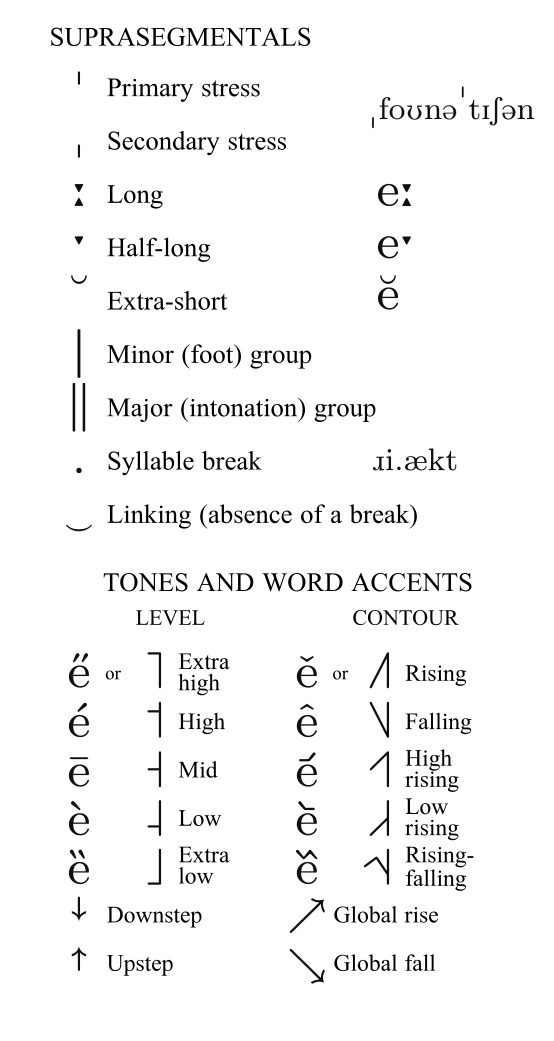 SUPRASEGMENTALS
ˈ Primary stress ˌfoʊnəˈtɪʃən
ˌ Secondary stress
ː Long eː
ˑ Half-long eˑ
̆ Extra-short ĕ
| Minor (foot) group
‖ Major (intonation) group
. Syllable break ɹi.ækt
‿ Linking (absence of a break)
TONES AND WORD ACCENTS
LEVEL CONTOUR
e̋ or ˥ Extra high ě or ˩˥ Rising
é ˦ High ê ˥˩ Falling
ē ˧ Mid e᷄ ˧˥ High rising
è ˨ Low e᷅ ˩˧ Low rising
ȅ ˩ Extra low e᷈ ˧˥˨ Rising-falling
↓ Downstep ↗ Global rise
↑ Upstep ↘ Global fall